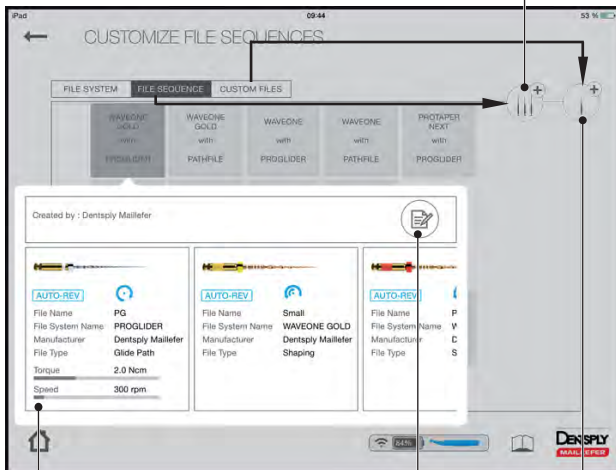 iPad 09:44 53 %
CUSTOMIZE FILE SEQUENCES
FILE SYSTEM FILE SEQUENCE CUSTOM FILES
WAVEONE GOLD with PROGLIDER
WAVEONE GOLD with PATHFILE
WAVEONE with PROGLIDER
WAVEONE with PATHFILE
PROTAPER NEXT with PROGLIDER
Created by : Dentsply Maillefer
AUTO-REV
File Name PG
File System Name PROGLIDER
Manufacturer Dentsply Maillefer
File Type Glide Path
Torque 2.0 Ncm
Speed 300 rpm
AUTO-REV
File Name Small
File System Name WAVEONE GOLD
Manufacturer Dentsply Maillefer
File Type Shaping
AUTO-REV
File Name P
File System Name W
Manufacturer D
File Type S
84%
DENTSPLY
MAILLEFER